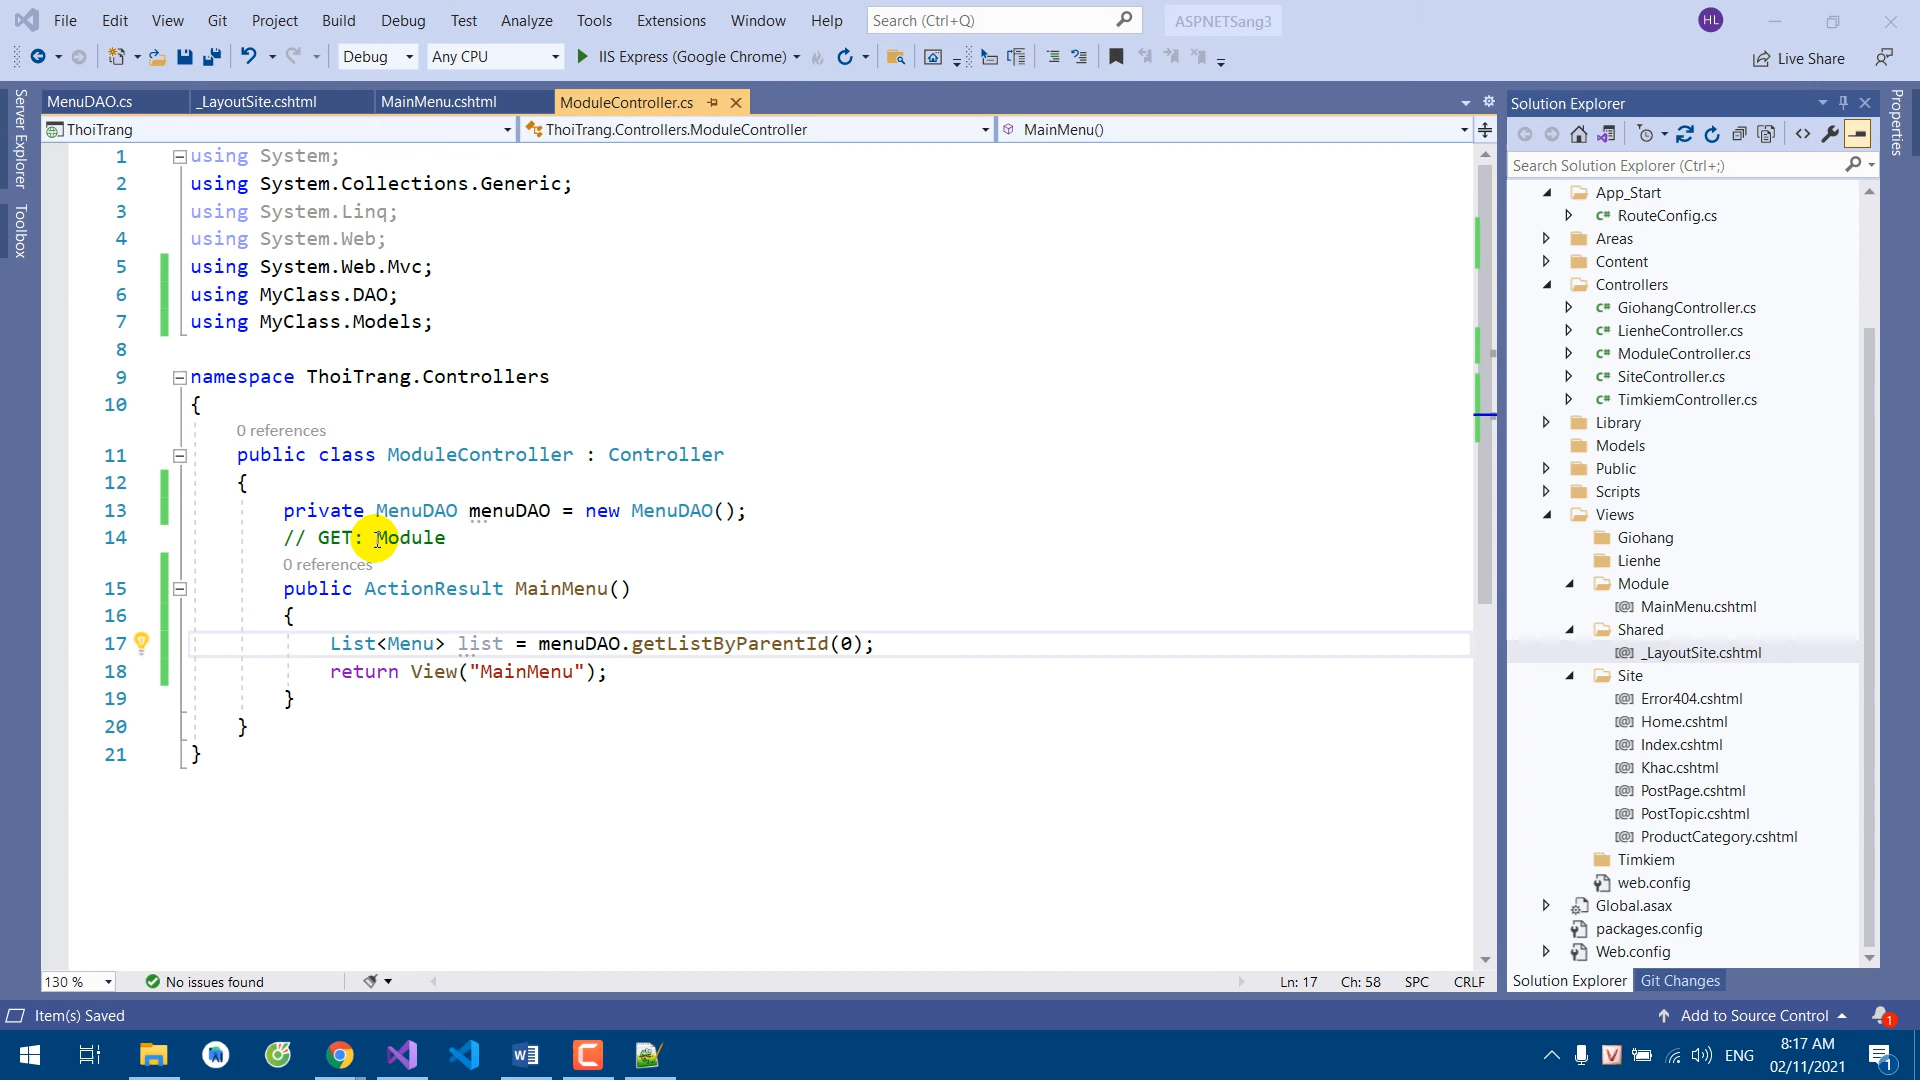 File Edit View Git Project Build Debug Test Analyze Tools Extensions Window Help Search (Ctrl+Q) ASPNETSang3 HL
Debug Any CPU IIS Express (Google Chrome) Live Share
MenuDAO.cs _LayoutSite.cshtml MainMenu.cshtml ModuleController.cs
ThoiTrang ThoiTrang.Controllers.ModuleController MainMenu()
Server Explorer
Toolbox
1 using System;
2 using System.Collections.Generic;
3 using System.Linq;
4 using System.Web;
5 using System.Web.Mvc;
6 using MyClass.DAO;
7 using MyClass.Models;
8
9 namespace ThoiTrang.Controllers
10 {
0 references
11 public class ModuleController : Controller
12 {
13 private MenuDAO menuDAO = new MenuDAO();
14 // GET: Module
0 references
15 public ActionResult MainMenu()
16 {
17 List<Menu> list = menuDAO.getListByParentId(0);
18 return View("MainMenu");
19 }
20 }
21 }
130 % No issues found Ln: 17 Ch: 58 SPC CRLF
Solution Explorer
Search Solution Explorer (Ctrl+;)
App_Start
C# RouteConfig.cs
Areas
Content
Controllers
C# GiohangController.cs
C# LienheController.cs
C# ModuleController.cs
C# SiteController.cs
C# TimkiemController.cs
Library
Models
Public
Scripts
Views
Giohang
Lienhe
Module
[@] MainMenu.cshtml
Shared
[@] _LayoutSite.cshtml
Site
[@] Error404.cshtml
[@] Home.cshtml
[@] Index.cshtml
[@] Khac.cshtml
[@] PostPage.cshtml
[@] PostTopic.cshtml
[@] ProductCategory.cshtml
Timkiem
web.config
Global.asax
packages.config
Web.config
Solution Explorer Git Changes
Properties
Item(s) Saved Add to Source Control 1
ENG 8:17 AM
02/11/2021 1